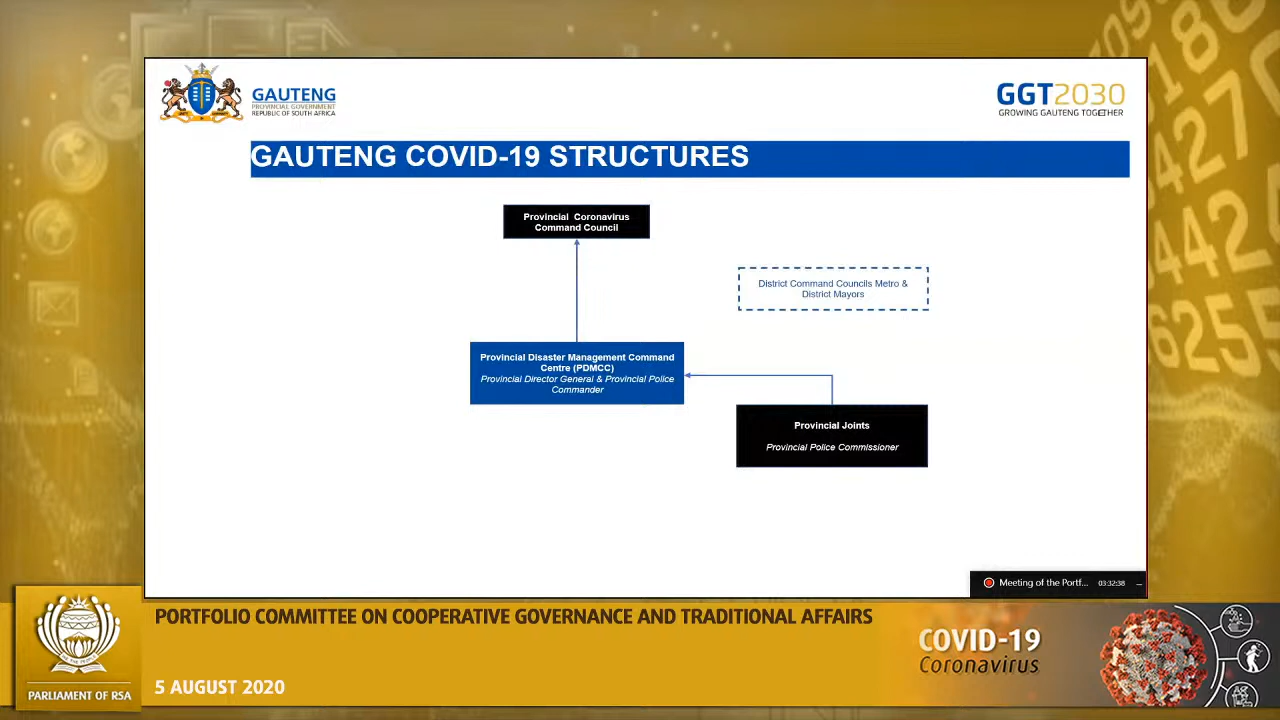 GAUTENG
PROVINCIAL GOVERNMENT
REPUBLIC OF SOUTH AFRICA
GGT2030
GROWING GAUTENG TOGETHER
GAUTENG COVID-19 STRUCTURES
Provincial Coronavirus
Command Council
District Command Councils Metro &
District Mayors
Provincial Disaster Management Command
Centre (PDMCC)
Provincial Director General & Provincial Police
Commander
Provincial Joints
Provincial Police Commissioner
Meeting of the Portf... 03:32:38
PORTFOLIO COMMITTEE ON COOPERATIVE GOVERNANCE AND TRADITIONAL AFFAIRS
5 AUGUST 2020
PARLIAMENT OF RSA
COVID-19
Coronavirus